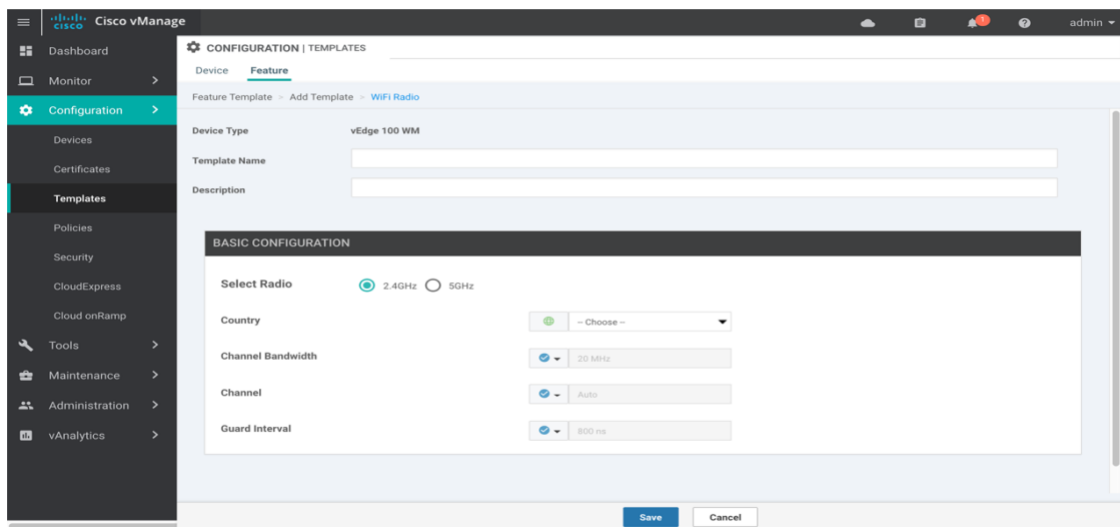 cisco Cisco vManage
1
admin
Dashboard
Monitor
Configuration
Devices
Certificates
Templates
Policies
Security
CloudExpress
Cloud onRamp
Tools
Maintenance
Administration
vAnalytics
CONFIGURATION | TEMPLATES
Device Feature
Feature Template > Add Template > WiFi Radio
Device Type vEdge 100 WM
Template Name
Description
BASIC CONFIGURATION
Select Radio 2.4GHz 5GHz
Country – Choose –
Channel Bandwidth 20 MHz
Channel Auto
Guard Interval 800 ns
Save Cancel